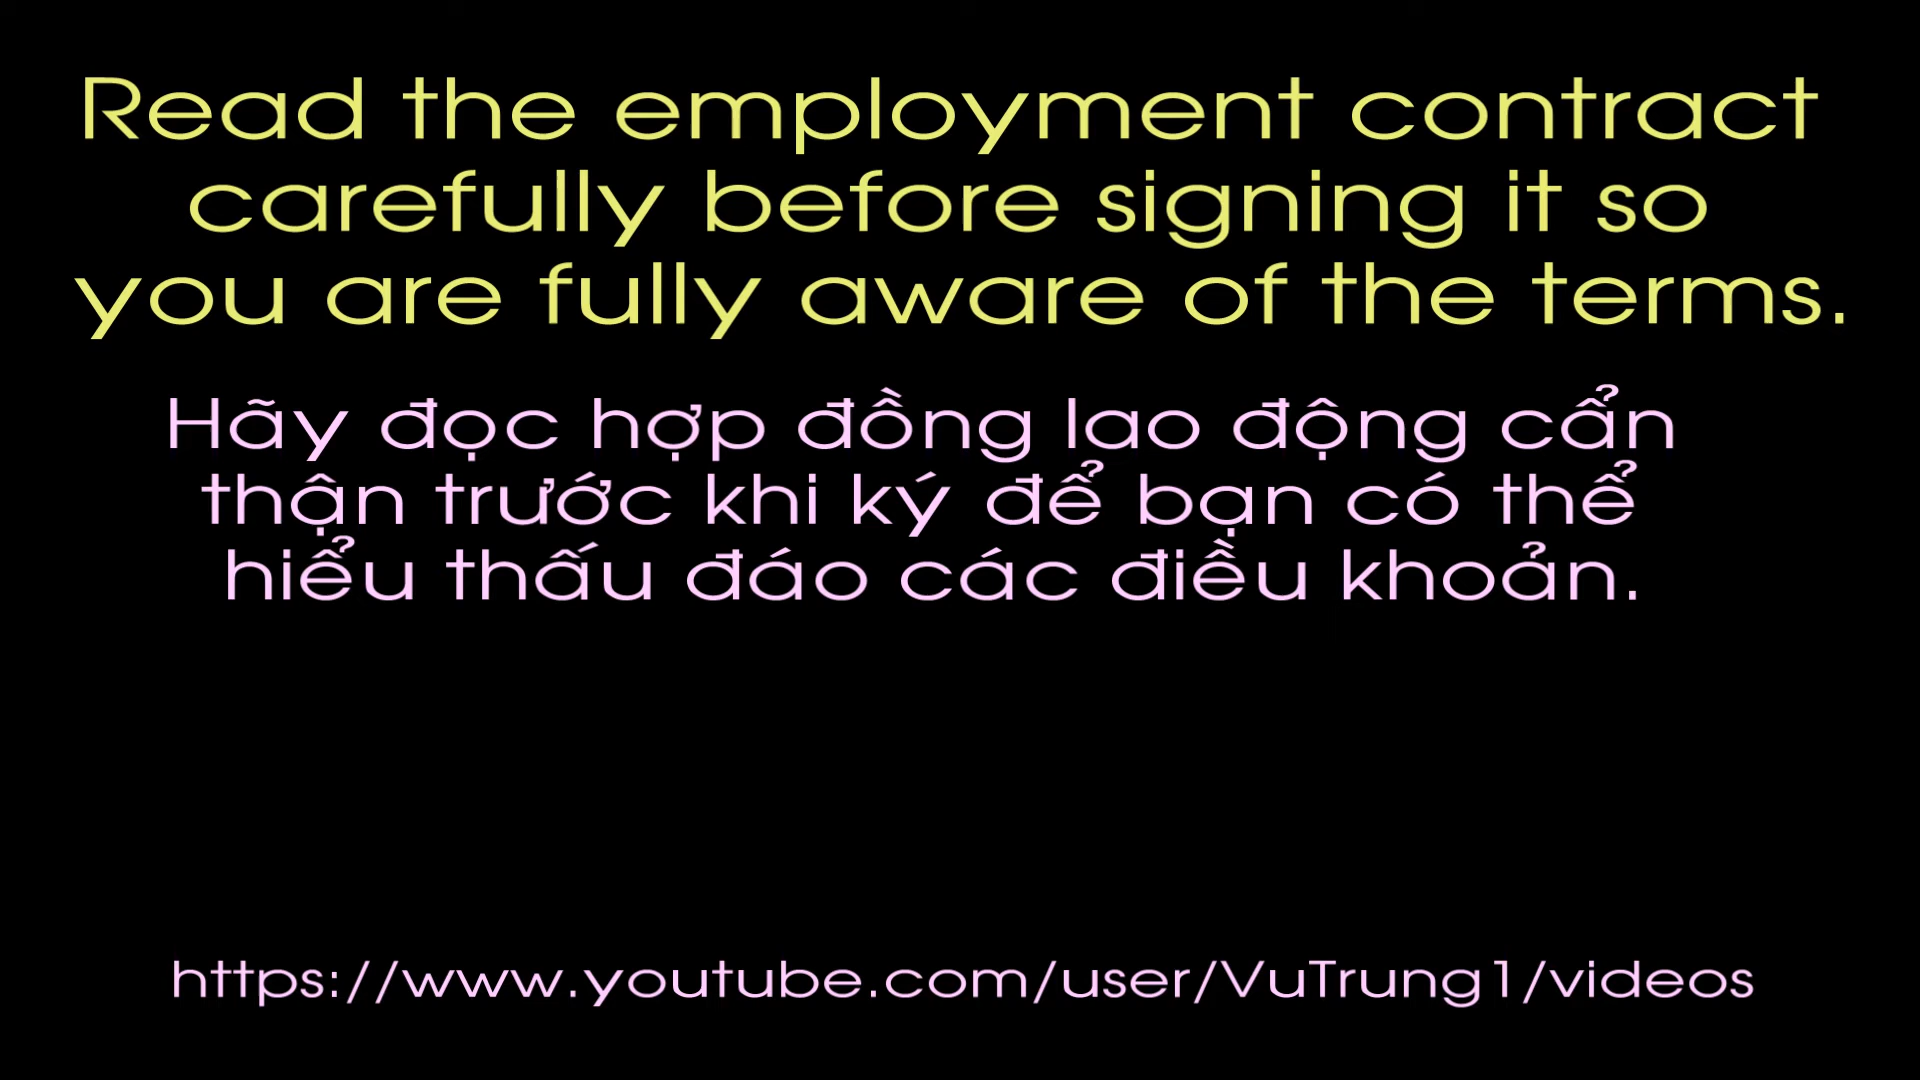 Read the employment contract
carefully before signing it so
you are fully aware of the terms.
Hãy đọc hợp đồng lao động cẩn
thận trước khi ký để bạn có thể
hiểu thấu đáo các điều khoản.
https://www.youtube.com/user/VuTrung1/videos